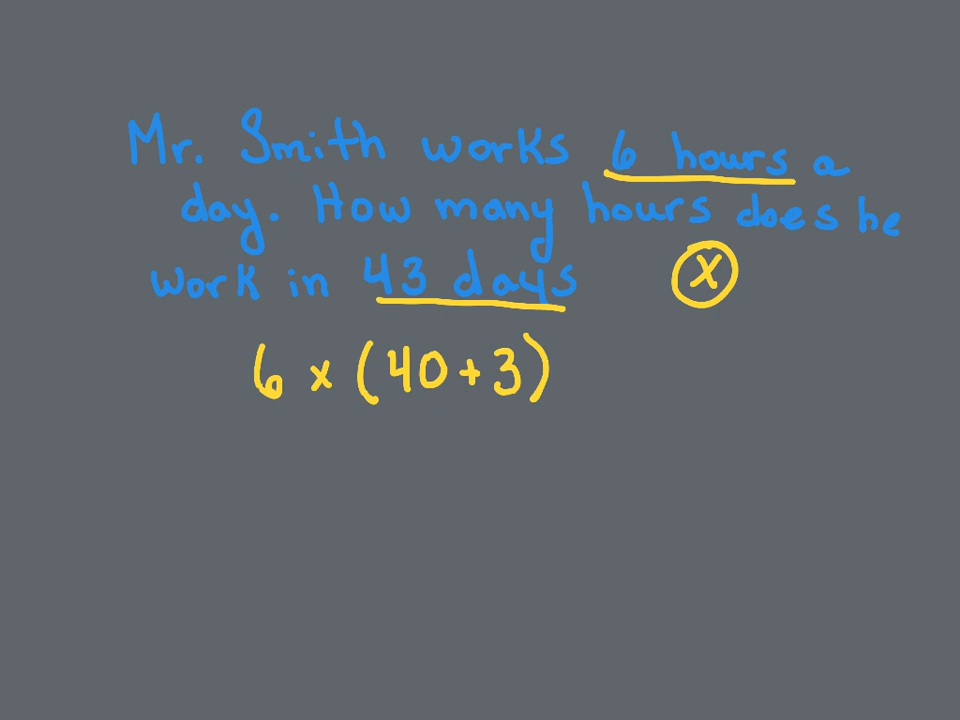 Mr. Smith works 6 hours a
day. How many hours does he
work in 43 days x
6 x (40+3)